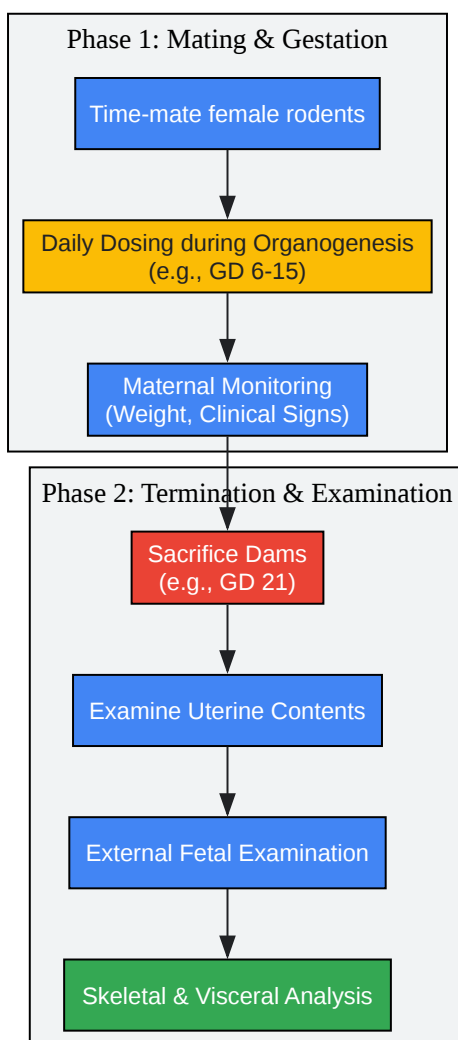 Phase 1: Mating & Gestation
Time-mate female rodents
Daily Dosing during Organogenesis
(e.g., GD 6-15)
Maternal Monitoring
(Weight, Clinical Signs)
Phase 2: Termination & Examination
Sacrifice Dams
(e.g., GD 21)
Examine Uterine Contents
External Fetal Examination
Skeletal & Visceral Analysis